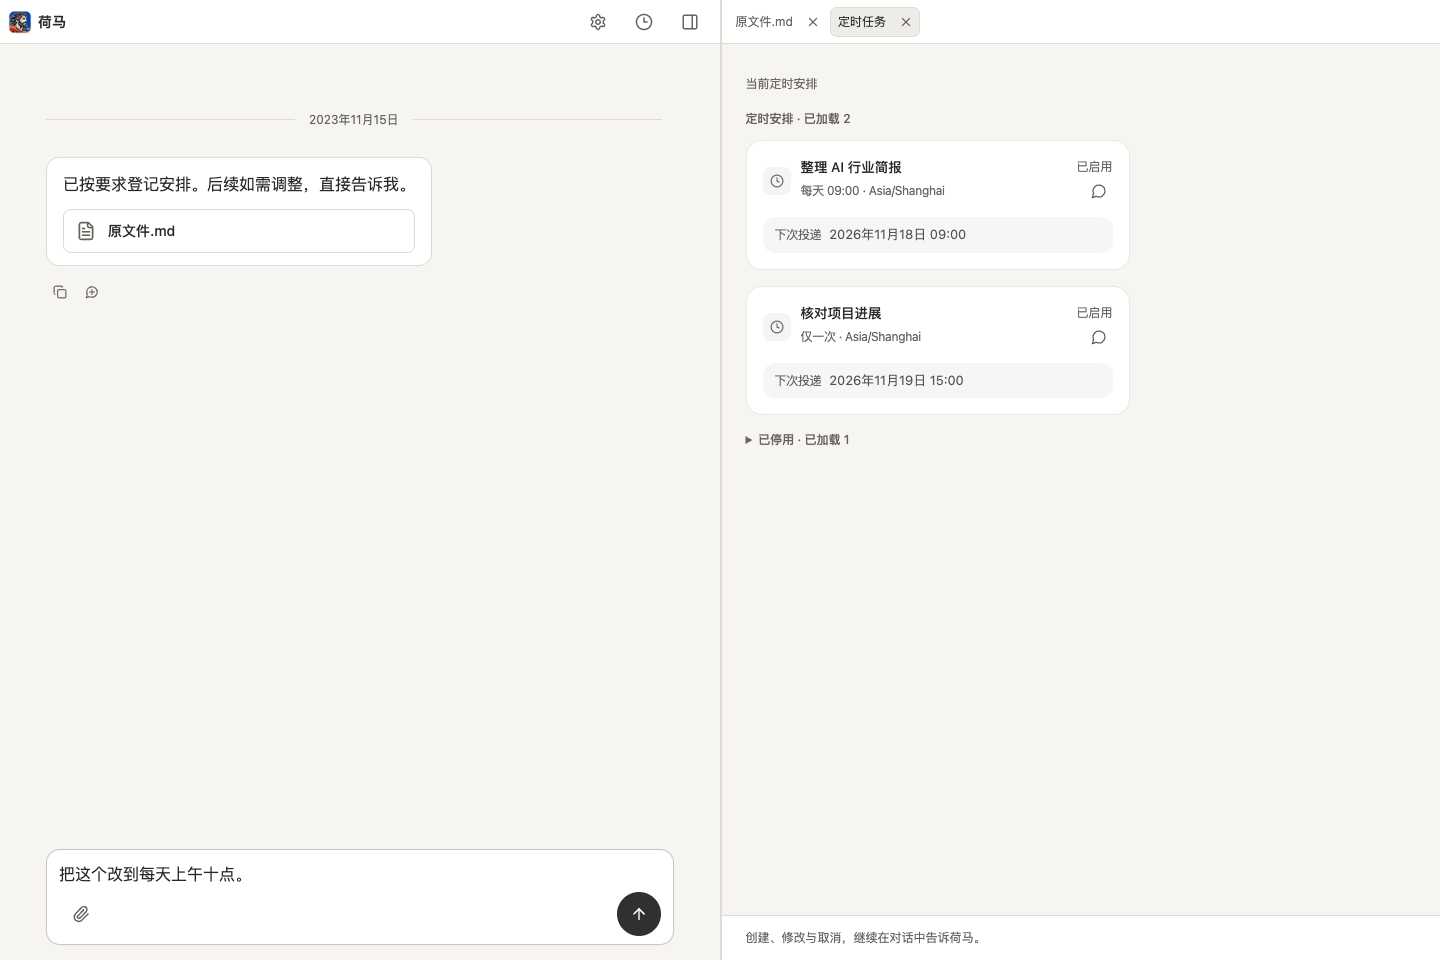 荷马
2023年11月15日
已按要求登记安排。后续如需调整，直接告诉我。
原文件.md
把这个改到每天上午十点。
原文件.md
定时任务
当前定时安排
定时安排 · 已加载 2
整理 AI 行业简报
已启用
每天 09:00 · Asia/Shanghai
下次投递 2026年11月18日 09:00
核对项目进展
已启用
仅一次 · Asia/Shanghai
下次投递 2026年11月19日 15:00
已停用 · 已加载 1
创建、修改与取消，继续在对话中告诉荷马。